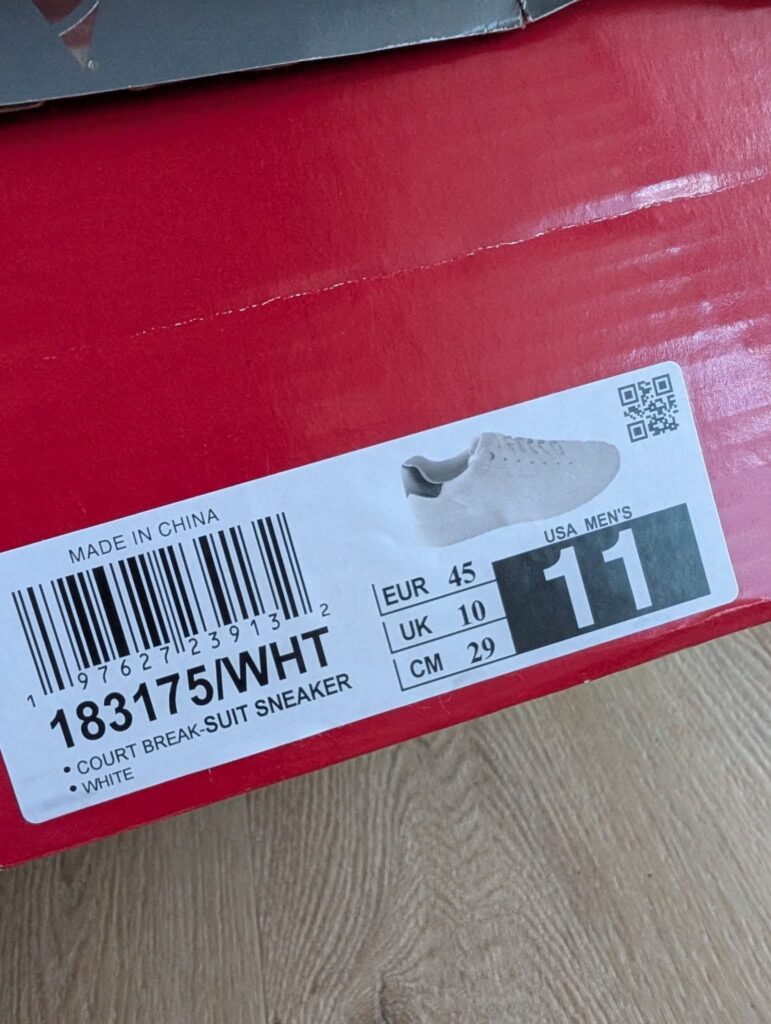 MADE IN CHINA
1 97627 23913 2
183175/WHT
• COURT BREAK-SUIT SNEAKER
• WHITE
EUR 45
UK 10
CM 29
USA MEN'S
11